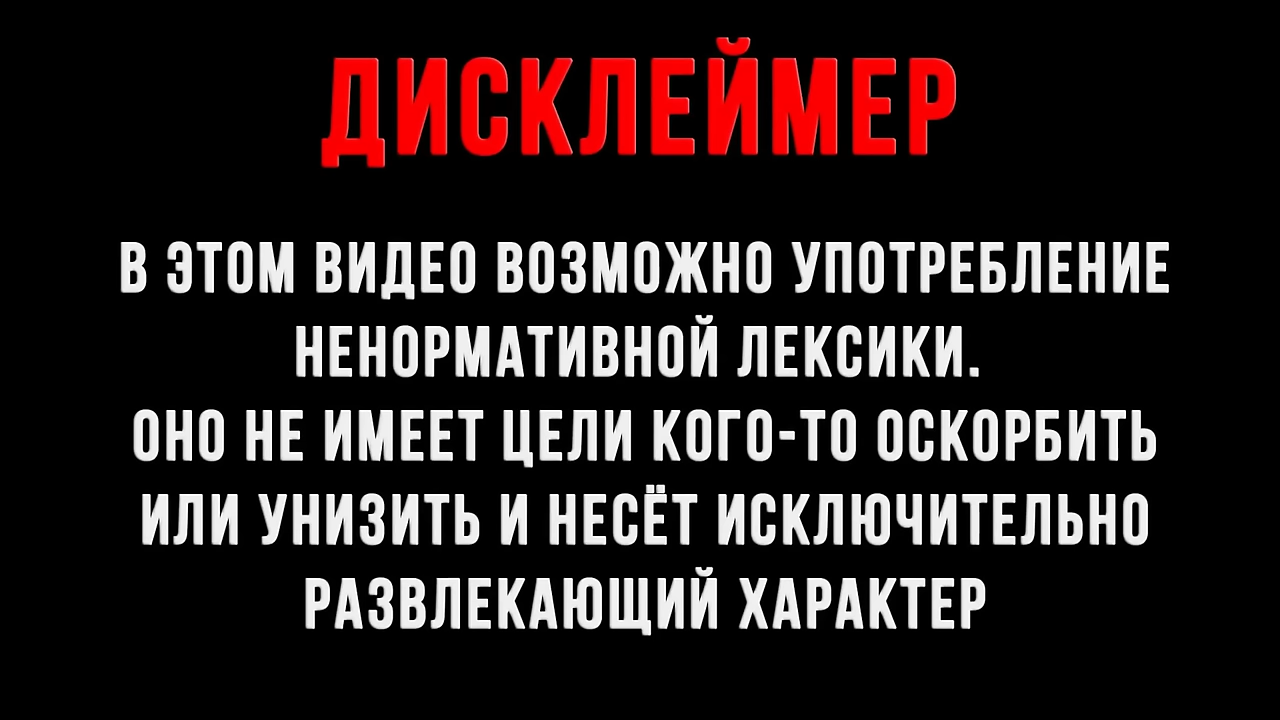 ДИСКЛЕЙМЕР
В ЭТОМ ВИДЕО ВОЗМОЖНО УПОТРЕБЛЕНИЕ
НЕНОРМАТИВНОЙ ЛЕКСИКИ.
ОНО НЕ ИМЕЕТ ЦЕЛИ КОГО-ТО ОСКОРБИТЬ
ИЛИ УНИЗИТЬ И НЕСЁТ ИСКЛЮЧИТЕЛЬНО
РАЗВЛЕКАЮЩИЙ ХАРАКТЕР